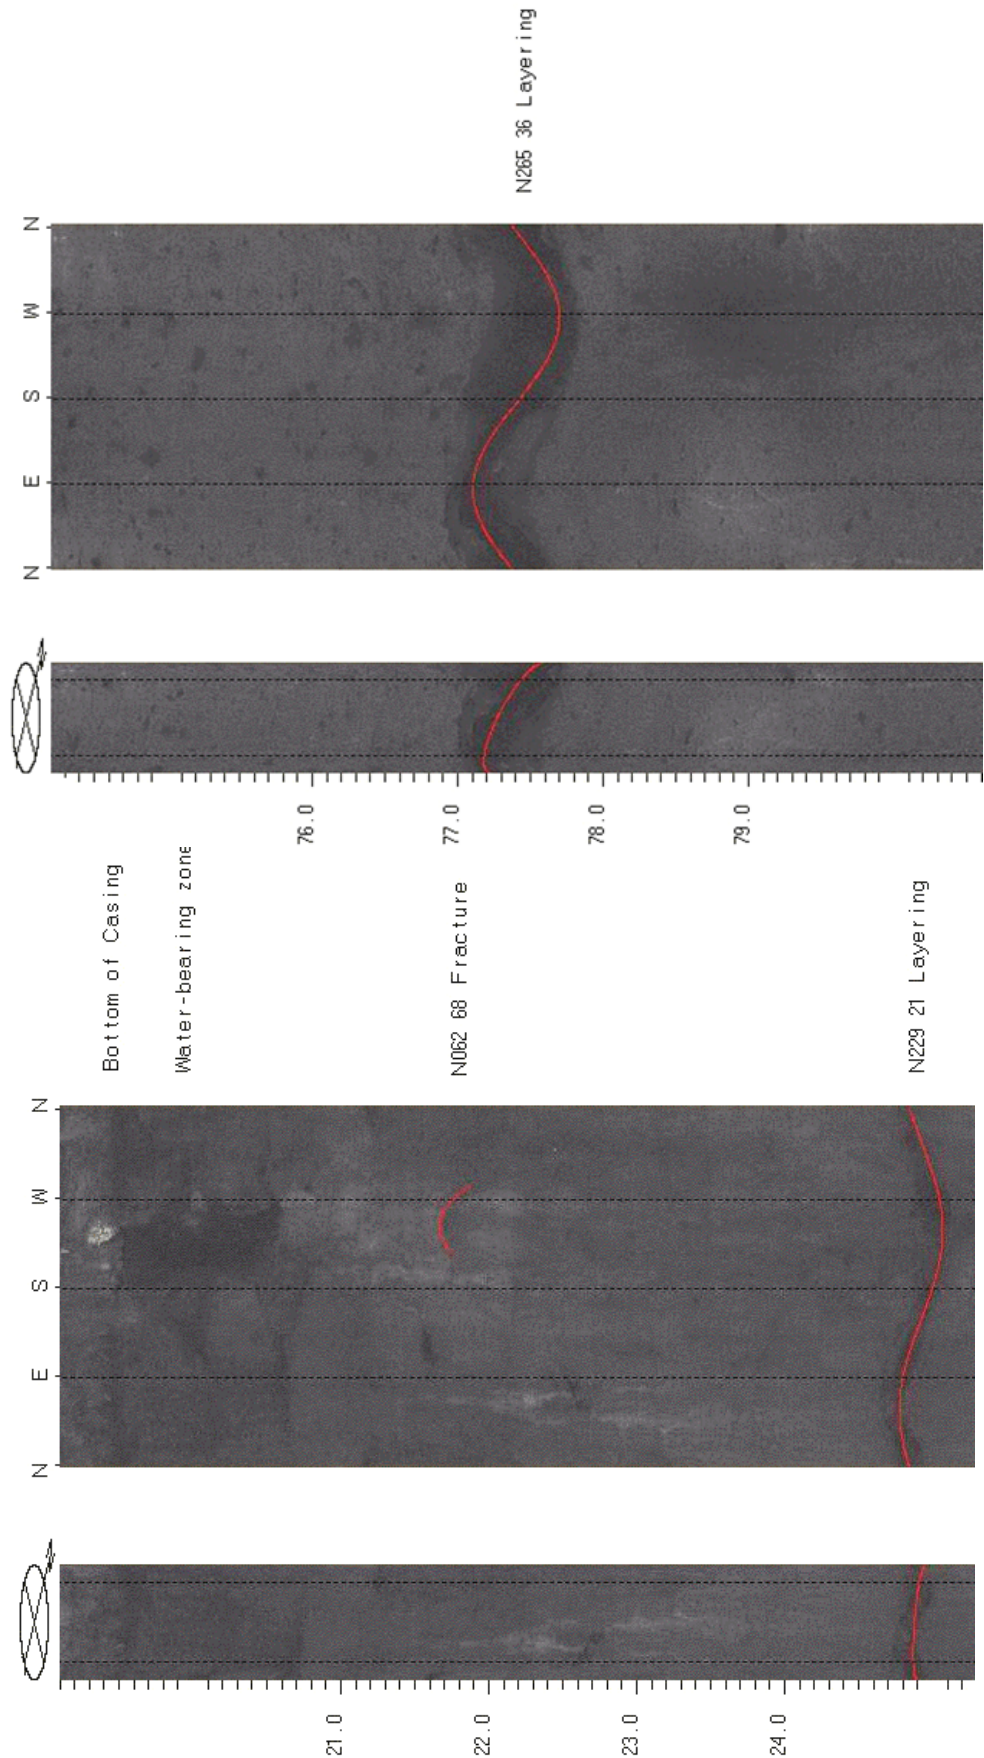 N
E
S
W
N
76.0
77.0
78.0
79.0
N265 36 Layering
N
E
S
W
N
21.0
22.0
23.0
24.0
Bottom of Casing
Water-bearing zone
N062 68 Fracture
N229 21 Layering